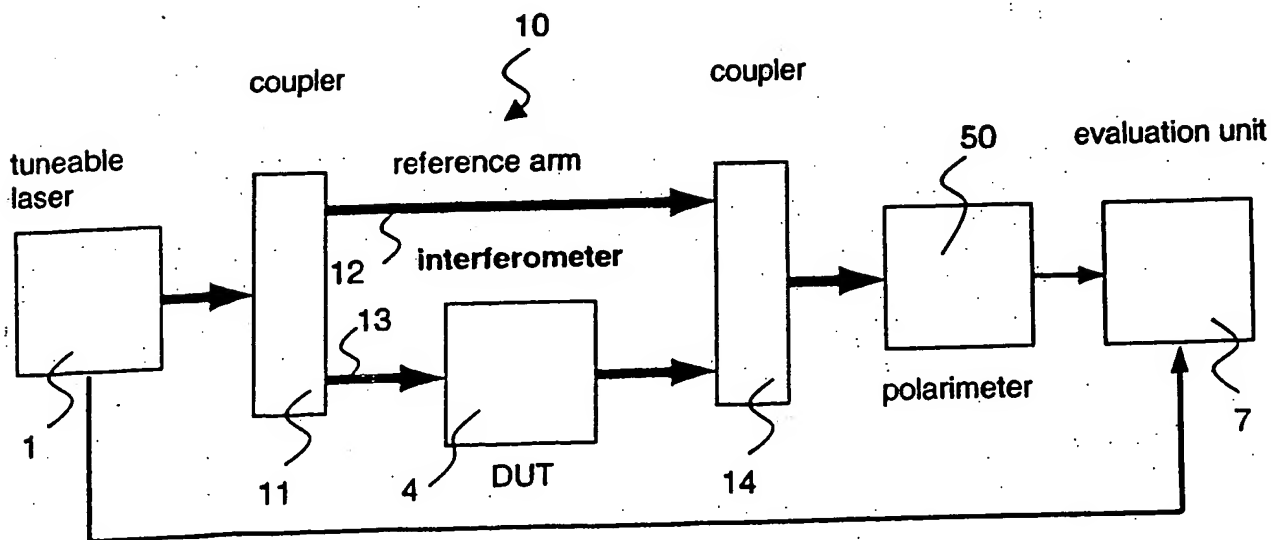 10
coupler
coupler
50
evaluation unit
tuneable
laser
reference arm
12
interferometer
13
polarimeter
1
11
4
DUT
14
7